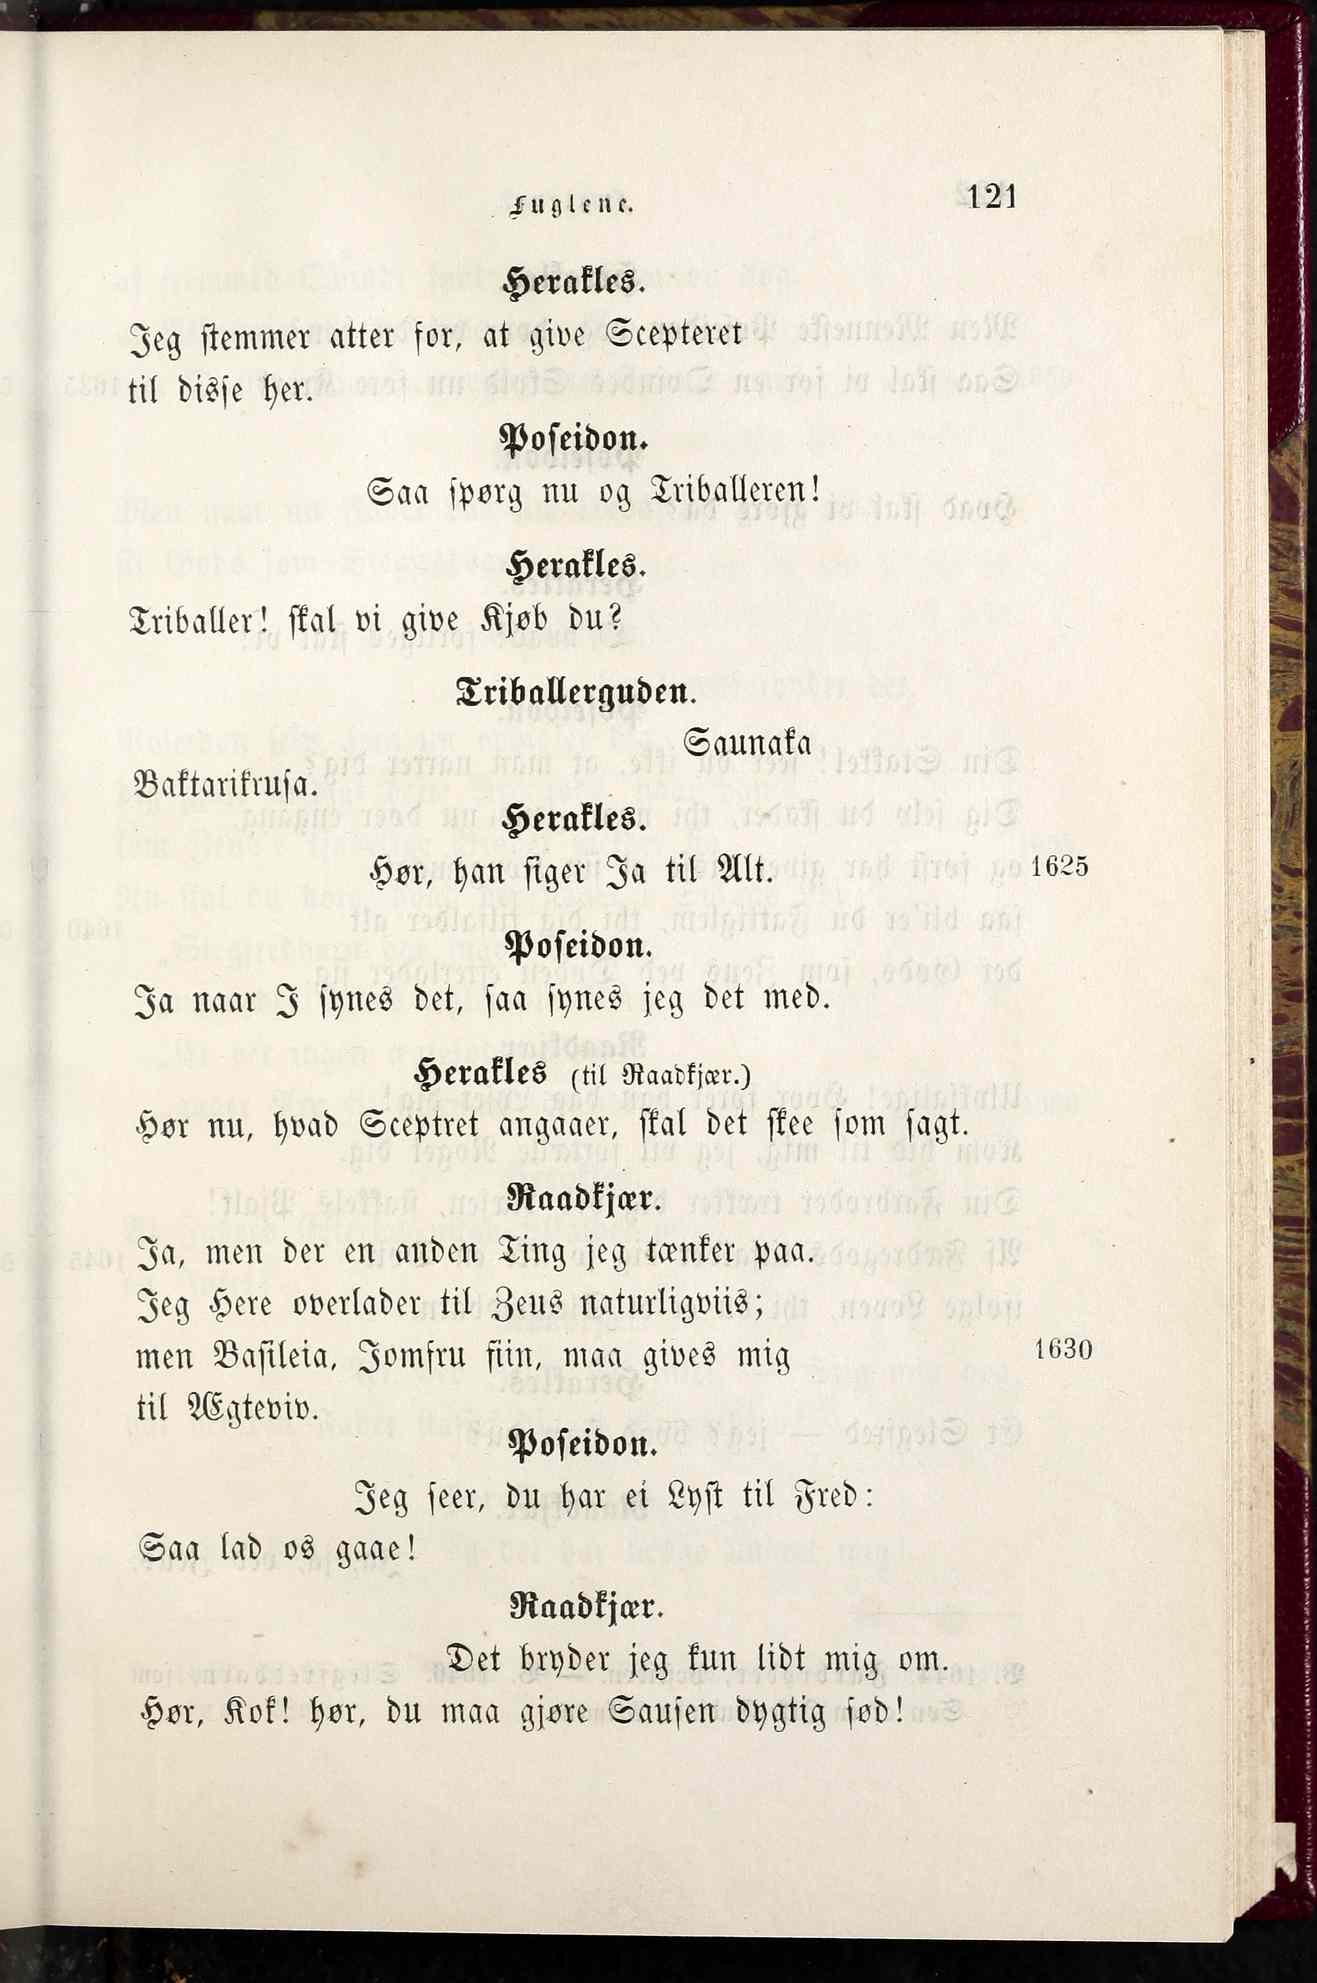 Fuglene. 121
Herakles.
Jeg stemmer atter for, at give Scepteret
til disse her.
Poseidon.
Saa spørg nu og Triballeren!
Herakles.
Triballer! skal vi give Kjøb du?
Triballerguden.
Saunaka
Baktarikrusa.
Herakles.
Hør, han siger Ja til Alt. 1625
Poseidon.
Ja naar I synes det, saa synes jeg det med.
Herakles (til Raadkjær.)
Hør nu, hvad Sceptret angaaer, skal det skee som sagt.
Raadkjær.
Ja, men der en anden Ting jeg tænker paa.
Jeg Here overlader til Zeus naturligviis;
men Basileia, Jomfru fiin, maa gives mig 1630
til Ægteviv.
Poseidon.
Jeg seer, du har ei Lyst til Fred:
Saa lad os gaae!
Raadkjær.
Det bryder jeg kun lidt mig om.
Hør, Kok! hør, du maa gjøre Sausen dygtig sød!